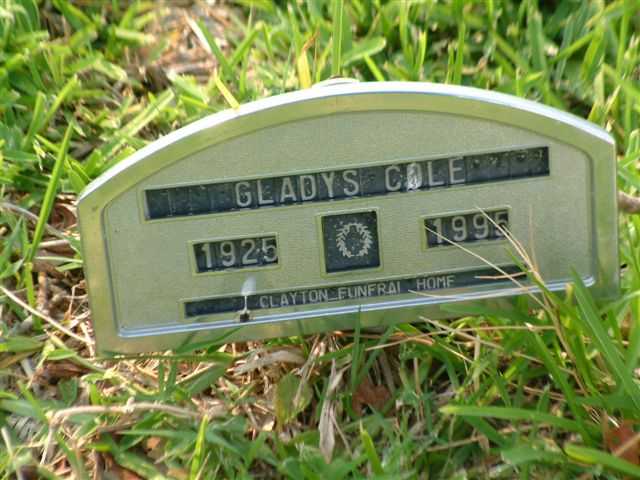 GLADYS COLE
1925 1995
CLAYTON FUNERAL HOME